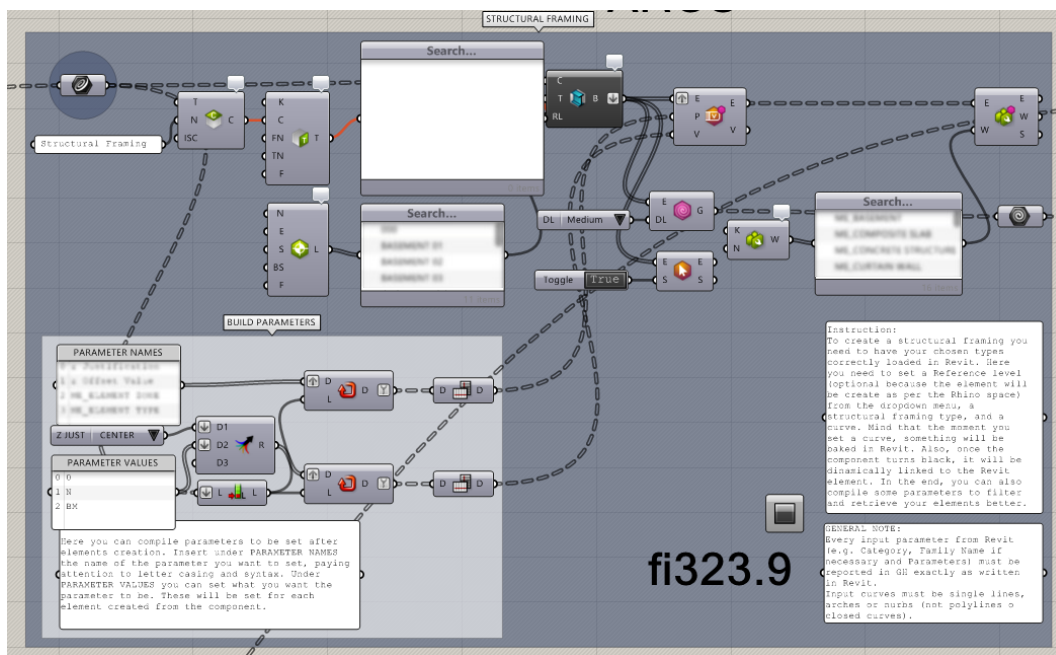 STRUCTURAL FRAMING
Search...
0 items
C
T B
RL
T
N C
ISC
Structural Framing
K
C
FN T
TN
F
E E
P
V V
E E
W W
S
N
E
S L
BS
F
Search...
BASEMENT 01
BASEMENT 02
BASEMENT 03
11 items
DL Medium
E G
DL
Toggle True
E E
S S
K
N W
Search...
ME_BASEMENT
ME_COMPOSITE SLAB
ME_CONCRETE STRUCTURE
ME_CURTAIN WALL
16 items
BUILD PARAMETERS
PARAMETER NAMES
0 z Justification
1 z Offset Value
2 ME_ELEMENT ZONE
3 ME_ELEMENT TYPE
Z JUST CENTER
PARAMETER VALUES
0 0
1 N
2 BX
D1
D2 R
D3
L L
D D
L
D D
D D
L
D D
Here you can compile parameters to be set after
elements creation. Insert under PARAMETER NAMES
the name of the parameter you want to set, paying
attention to letter casing and syntax. Under
PARAMETER VALUES you can set what you want the
parameter to be. These will be set for each
element created from the component.
Instruction:
To create a structural framing you
need to have your chosen types
correctly loaded in Revit. Here
you need to set a Reference level
(optional because the element will
be create as per the Rhino space)
from the dropdown menu, a
structural framing type, and a
curve. Mind that the moment you
set a curve, something will be
baked in Revit. Also, once the
component turns black, it will be
dinamically linked to the Revit
element. In the end, you can also
compile some parameters to filter
and retrieve your elements better.
fi323.9
GENERAL NOTE:
Every input parameter from Revit
(e.g. Category, Family Name if
necessary and Parameters) must be
reported in GH exactly as written
in Revit.
Input curves must be single lines,
arches or nurbs (not polylines o
closed curves).